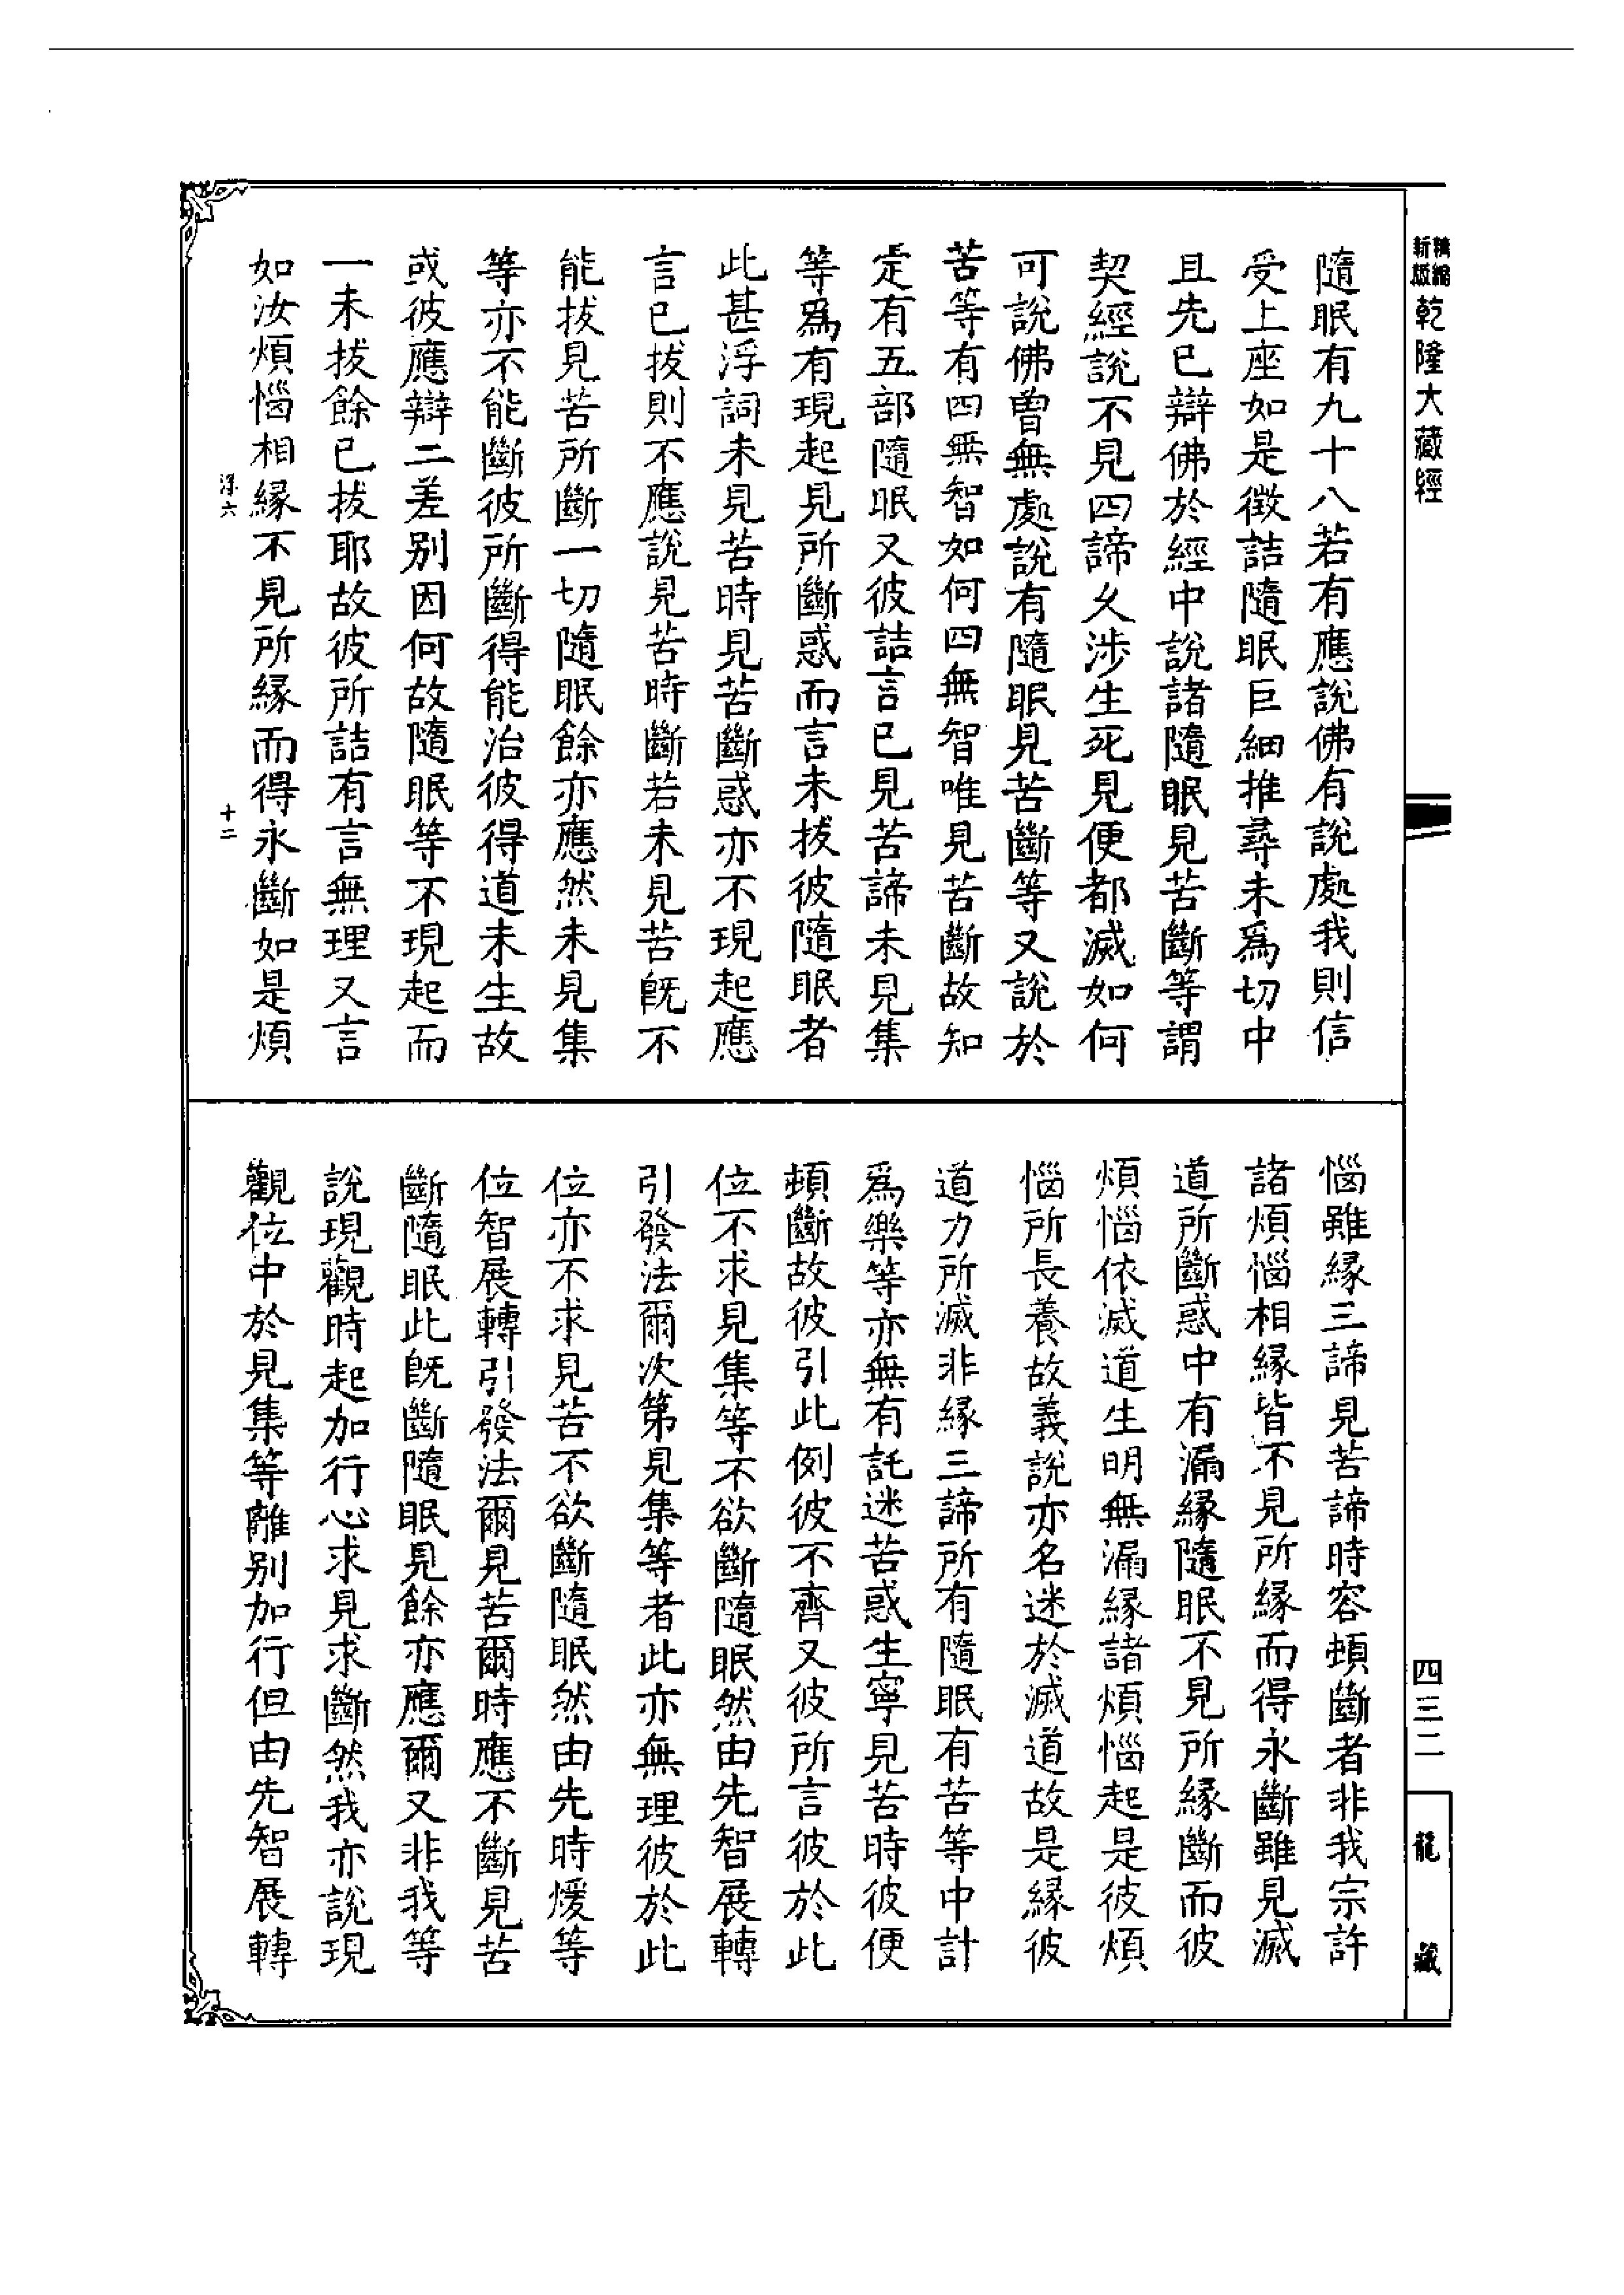 精縮
新版
乾隆大藏經
四三二
龍藏
隨眠有九十八若有應說佛有說處我則信
受上座如是徵詰隨眠巨細推尋未爲切中
且先已辯佛於經中說諸隨眠見苦斷等謂
契經說不見四諦久涉生死見便都滅如何
可說佛曾無處說有隨眠見苦斷等又說於
苦等有四無智如何四無智唯見苦斷故知
定有五部隨眠又彼詰言已見苦諦未見集
等爲有現起見所斷惑而言未拔彼隨眠者
此甚浮詞未見苦時見苦斷惑亦不現起應
言已拔則不應說見苦時斷若未見苦旣不
能拔見苦所斷一切隨眠餘亦應然未見集
等亦不能斷彼所斷得能治彼得道未生故
或彼應辯二差別因何故隨眠等不現起而
一未拔餘已拔耶故彼所詰有言無理又言
如汝煩惱相緣不見所緣而得永斷如是煩
惱雖緣三諦見苦諦時容頓斷者非我宗許
諸煩惱相緣皆不見所緣而得永斷雖見滅
道所斷惑中有漏緣隨眠不見所緣斷而彼
煩惱依滅道生明無漏緣諸煩惱起是彼煩
惱所長養故義說亦名迷於滅道故是緣彼
道力所滅非緣三諦所有隨眠有苦等中計
爲樂等亦無有託迷苦惑生寧見苦時彼便
頓斷故彼引此例彼不齊又彼所言彼於此
位不求見集等不欲斷隨眠然由先智展轉
引發法爾次第見集等者此亦無理彼於此
位亦不求見苦不欲斷隨眠然由先時煖等
位智展轉引發法爾見苦爾時應不斷見苦
斷隨眠此旣斷隨眠見餘亦應爾又非我等
說現觀時起加行心求見求斷然我亦說現
觀位中於見集等離别加行但由先智展轉
十二